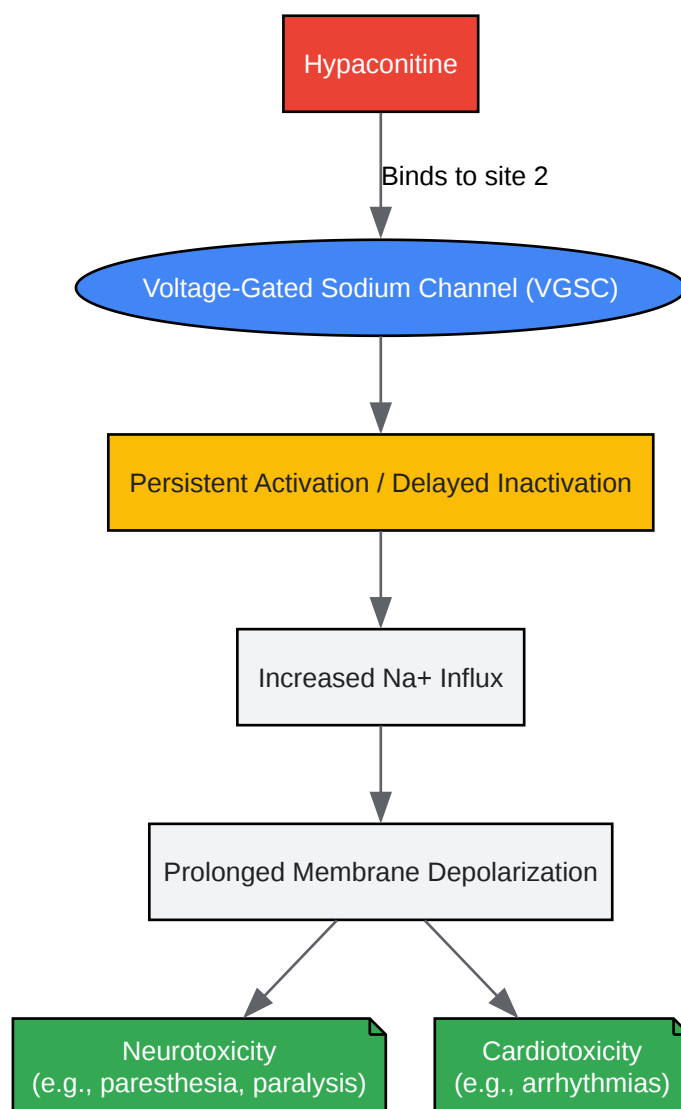 Hypaconitine
Binds to site 2
Voltage-Gated Sodium Channel (VGSC)
Persistent Activation / Delayed Inactivation
Increased Na+ Influx
Prolonged Membrane Depolarization
Neurotoxicity
(e.g., paresthesia, paralysis)
Cardiotoxicity
(e.g., arrhythmias)